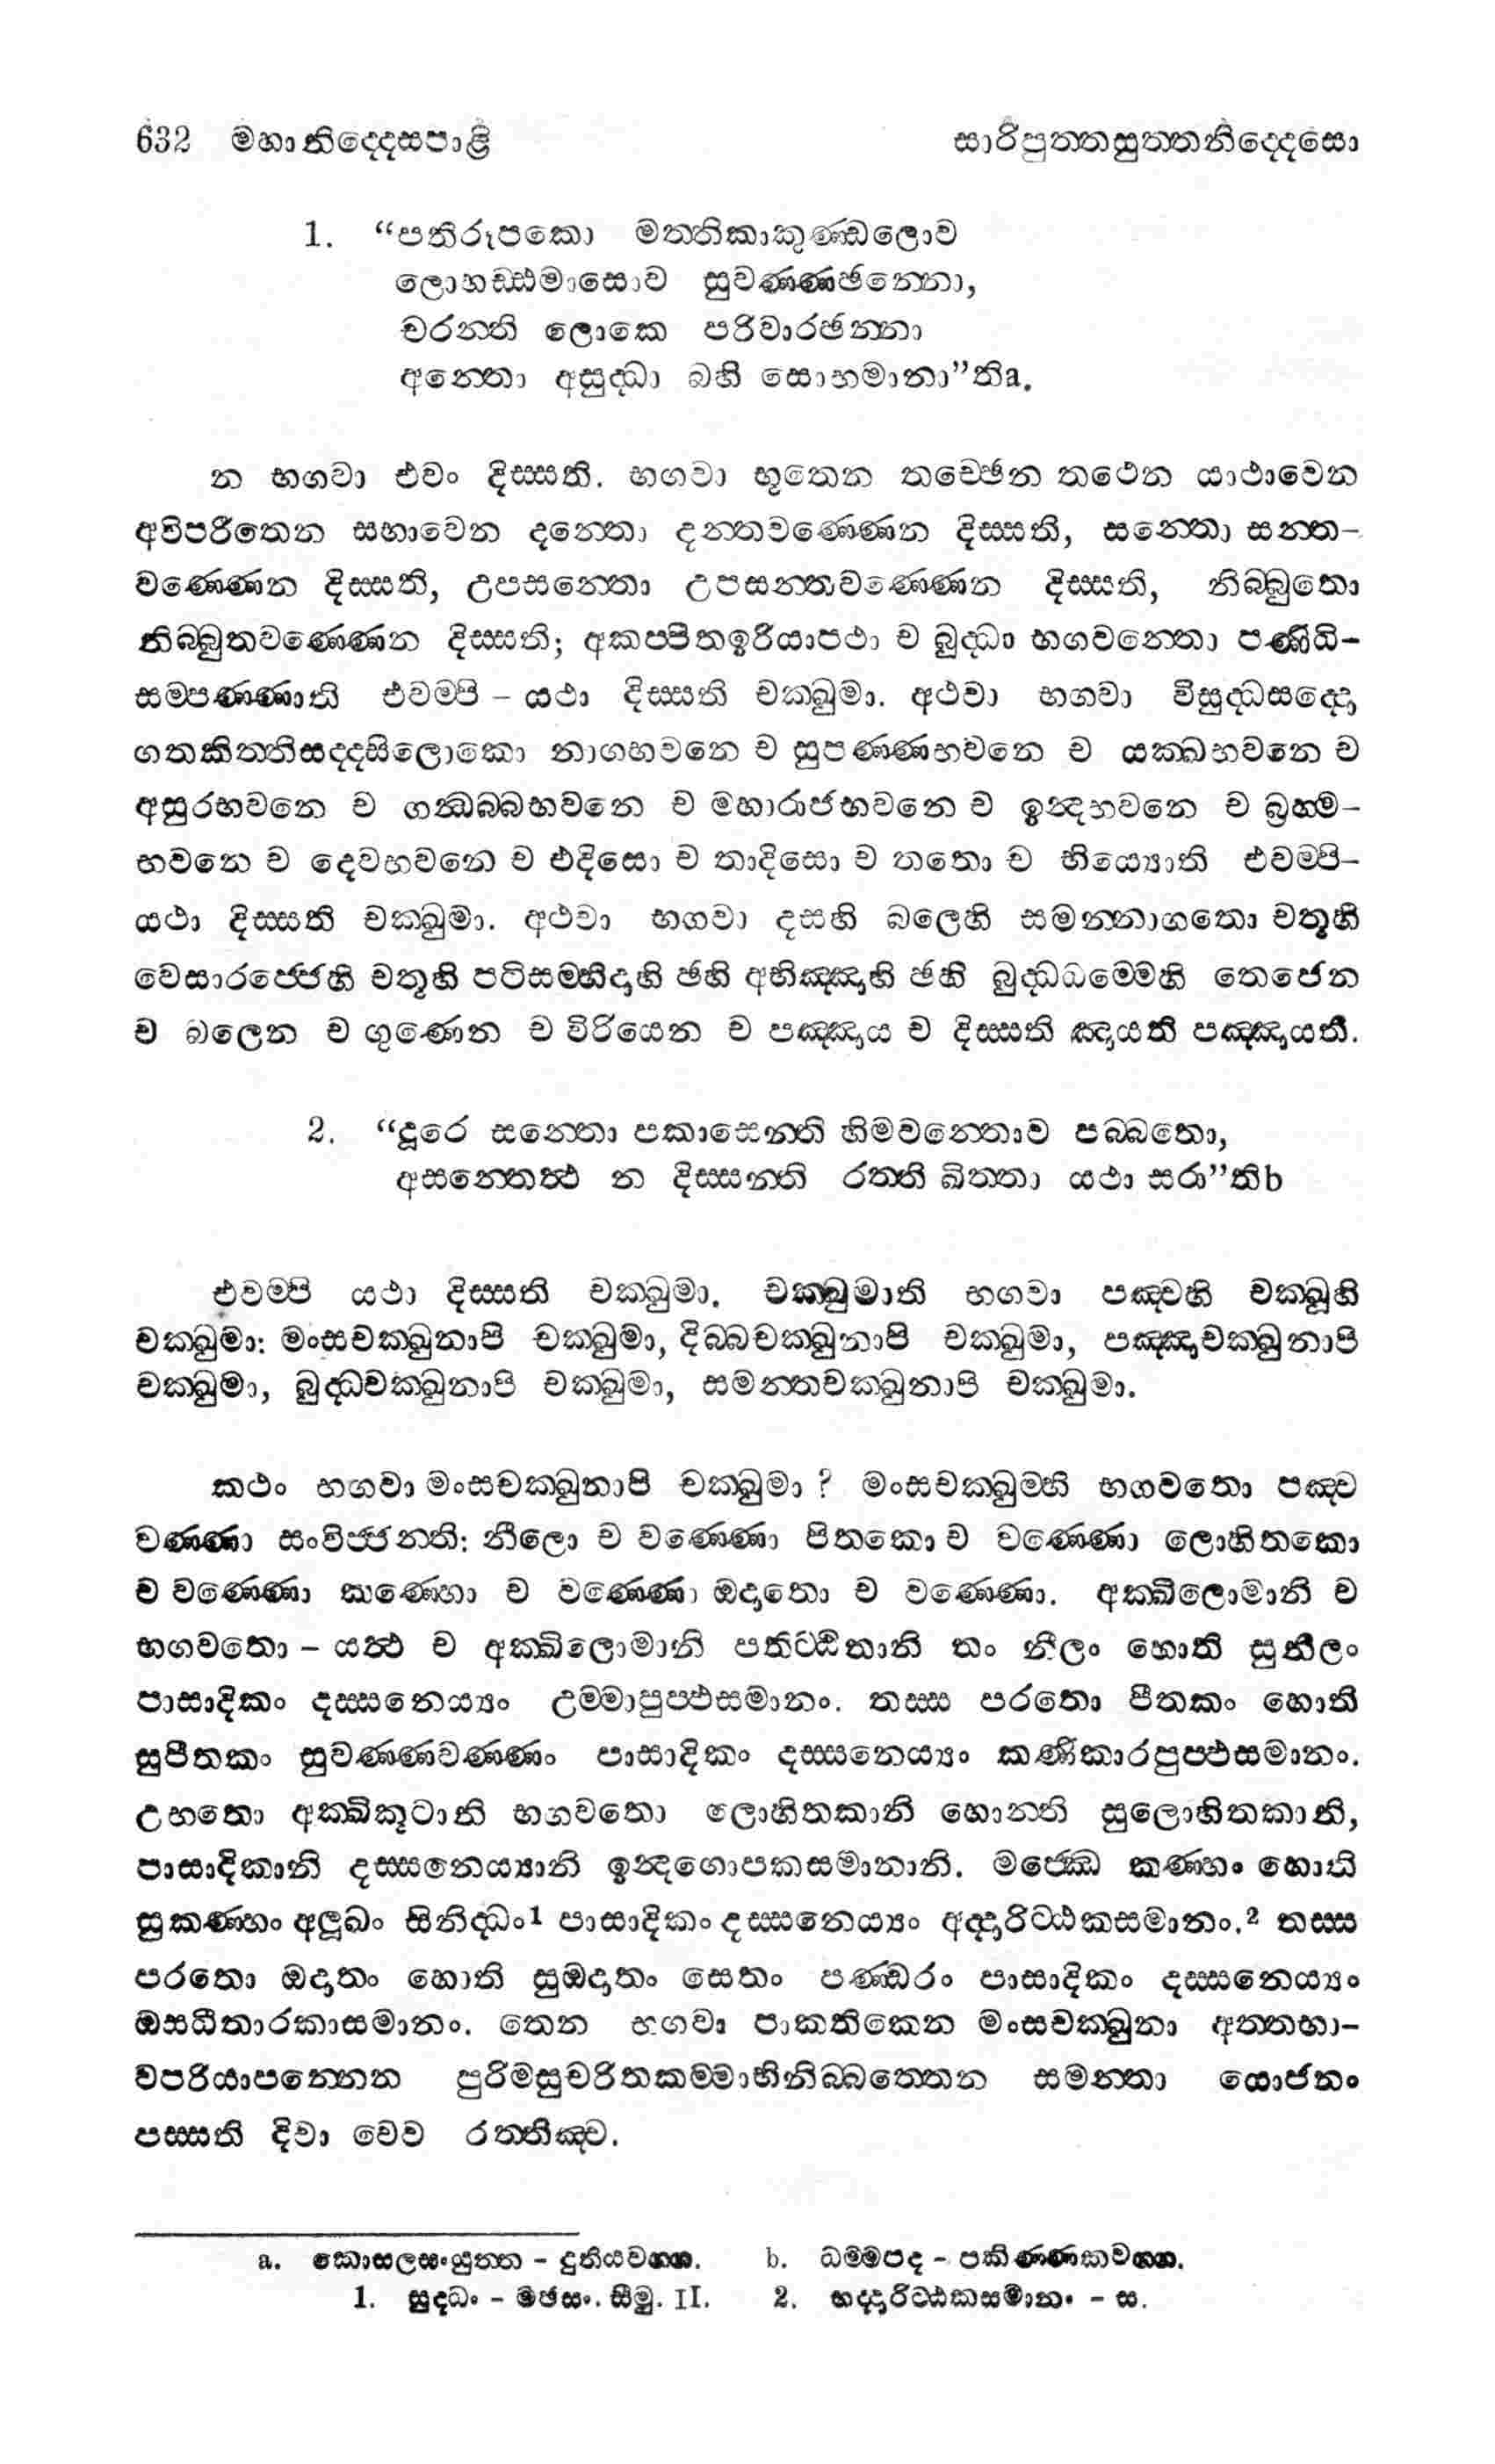 632 මහානිද්දෙසපාළි සාරිපුත්තසුත්තනිද්දෙසො
1. “පතිරූපකො මත්තිකාකුණ්ඩලොව
ලොහඩ්ඪමාසොව සුවණ්ණඡන්නො,
චරන්ති ලොකෙ පරිවාරඡන්නා
අන්තො අසුද්ධා බහි සොභමානා”තිa.
න භගවා එවං දිස්සති. භගවා භූතෙන තච්ඡෙන තථෙන යාථාවෙන
අවිපරීතෙන සභාවෙන දන්තො දන්තවණ්ණෙන දිස්සති, සන්තො සන්ත-
වණ්ණෙන දිස්සති, උපසන්තො උපසන්තවණ්ණෙන දිස්සති, නිබ්බුතො
නිබ්බුතවණ්ණෙන දිස්සති; අකප්පිතඉරියාපථා ච බුද්ධා භගවන්තො පණිධි-
සම්පණ්ණාති එවම්පි – යථා දිස්සති චක්ඛුමා. අථවා භගවා විසුද්ධසද්දො,
ගතකිත්තිසද්දසිලොකො නාගභවනෙ ච සුපණ්ණභවනෙ ච යක්ඛභවනෙ ච
අසුරභවනෙ ච ගන්ධබ්බභවනෙ ච මහාරාජභවනෙ ච ඉන්දභවනෙ ච බ්‍රහ්ම-
භවනෙ ච දෙවභවනෙ ච එදිසො ච තාදිසො ච තතො ච භිය්‍යොති එවම්පි–
යථා දිස්සති චක්ඛුමා. අථවා භගවා දසහි බලෙහි සමන්නාගතො චතූහි
වෙසාරජ්ජෙහි චතූහි පටිසම්භිදාහි ඡහි අභිඤ්ඤාහි ඡහි බුද්ධධම්මෙහි තෙජෙන
ච බලෙන ච ගුණෙන ච විරියෙන ච පඤ්ඤාය ච දිස්සති ඤායති පඤ්ඤායති.
2. “දූරෙ සන්තො පකාසෙන්ති හිමවන්තොව පබ්බතො,
අසන්තෙත්ථ න දිස්සන්ති රත්ති ඛිත්තා යථා සරා”තිb
එවම්පි යථා දිස්සති චක්ඛුමා. චක්ඛුමාති භගවා පඤ්චහි චක්ඛූහි
චක්ඛුමා: මංසචක්ඛුනාපි චක්ඛුමා, දිබ්බචක්ඛුනාපි චක්ඛුමා, පඤ්ඤාචක්ඛුනාපි
චක්ඛුමා, බුද්ධචක්ඛුනාපි චක්ඛුමා, සමන්තචක්ඛුනාපි චක්ඛුමා.
කථං භගවා මංසචක්ඛුනාපි චක්ඛුමා ? මංසචක්ඛුම්හි භගවතො පඤ්ච
වණ්ණා සංවිජ්ජන්ති: නීලො ච වණ්ණො පිතකො ච වණ්ණො ලොහිතකො
ච වණ්ණො කණ්හො ච වණ්ණො ඔදාතො ච වණ්ණො. අක්ඛිලොමානි ච
භගවතො – යත්ථ ච අක්ඛිලොමානි පතිට්ඨිතානි තං නීලං හොති සුනීලං
පාසාදිකං දස්සනෙය්‍යං උම්මාපුප්ඵසමානං. තස්ස පරතො පීතකං හොති
සුපීතකං සුවණ්ණවණ්ණං පාසාදිකං දස්සනෙය්‍යං කණිකාරපුප්ඵසමානං.
උභතො අක්ඛිකූටානි භගවතො ලොහිතකානි හොන්ති සුලොහිතකානි,
පාසාදිකානි දස්සනෙය්‍යානි ඉන්දගොපකසමානානි. මජ්ඣෙ කණ්හං හොති
සුකණ්හං අලූඛං සිනිද්ධං1 පාසාදිකං දස්සනෙය්‍යං අද්දාරිට්ඨකසමානං.2 තස්ස
පරතො ඔදාතං හොති සුඔදාතං සෙතං පණ්ඩරං පාසාදිකං දස්සනෙය්‍යං
ඔසධීතාරකාසමානං. තෙන භගවා පාකතිකෙන මංසචක්ඛුනා අත්තභා-
වපරියාපන්නෙන පුරිමසුචරිතකම්මාභිනිබ්බත්තෙන සමන්තා යොජනං
පස්සති දිවා චෙව රත්තිඤ්ච.
a. කොසලසංයුත්ත – දුතියවග්ග. b. ධම්මපද – පකිණ්ණකවග්ග.
1. සුද්ධං – මඡසං. සීමු. II. 2. භද්දාරිට්ඨකසමානං – ස.